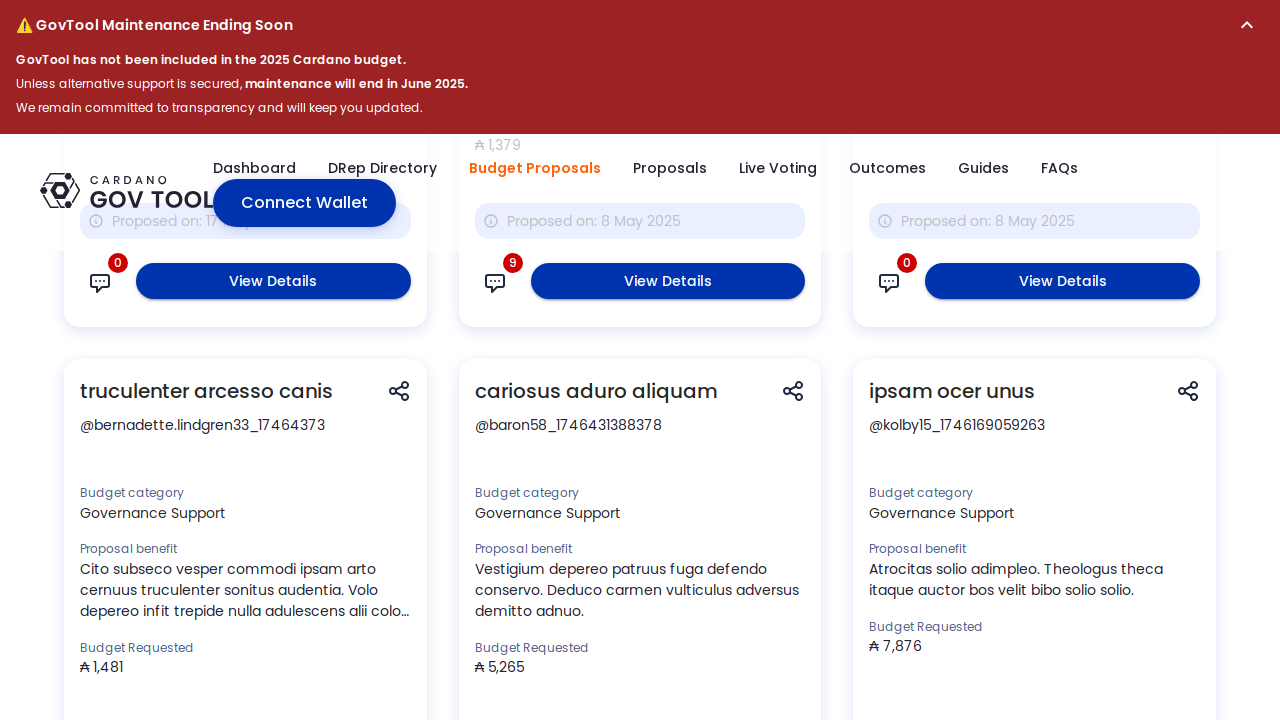 ⚠️ GovTool Maintenance Ending Soon
GovTool has not been included in the 2025 Cardano budget.
Unless alternative support is secured, maintenance will end in June 2025.
We remain committed to transparency and will keep you updated.
₳ 1,379
CARDANO
GOV TOOL
Dashboard
DRep Directory
Budget Proposals
Proposals
Live Voting
Outcomes
Guides
FAQs
Connect Wallet
Proposed on: 17
Proposed on: 8 May 2025
Proposed on: 8 May 2025
0
View Details
9
View Details
0
View Details
truculenter arcesso canis
@bernadette.lindgren33_17464373
Budget category
Governance Support
Proposal benefit
Cito subseco vesper commodi ipsam arto
cernuus truculenter sonitus audentia. Volo
depereo infit trepide nulla adulescens alii colo...
Budget Requested
₳ 1,481
cariosus aduro aliquam
@baron58_1746431388378
Budget category
Governance Support
Proposal benefit
Vestigium depereo patruus fuga defendo
conservo. Deduco carmen vulticulus adversus
demitto adnuo.
Budget Requested
₳ 5,265
ipsam ocer unus
@kolby15_1746169059263
Budget category
Governance Support
Proposal benefit
Atrocitas solio adimpleo. Theologus theca
itaque auctor bos velit bibo solio solio.
Budget Requested
₳ 7,876